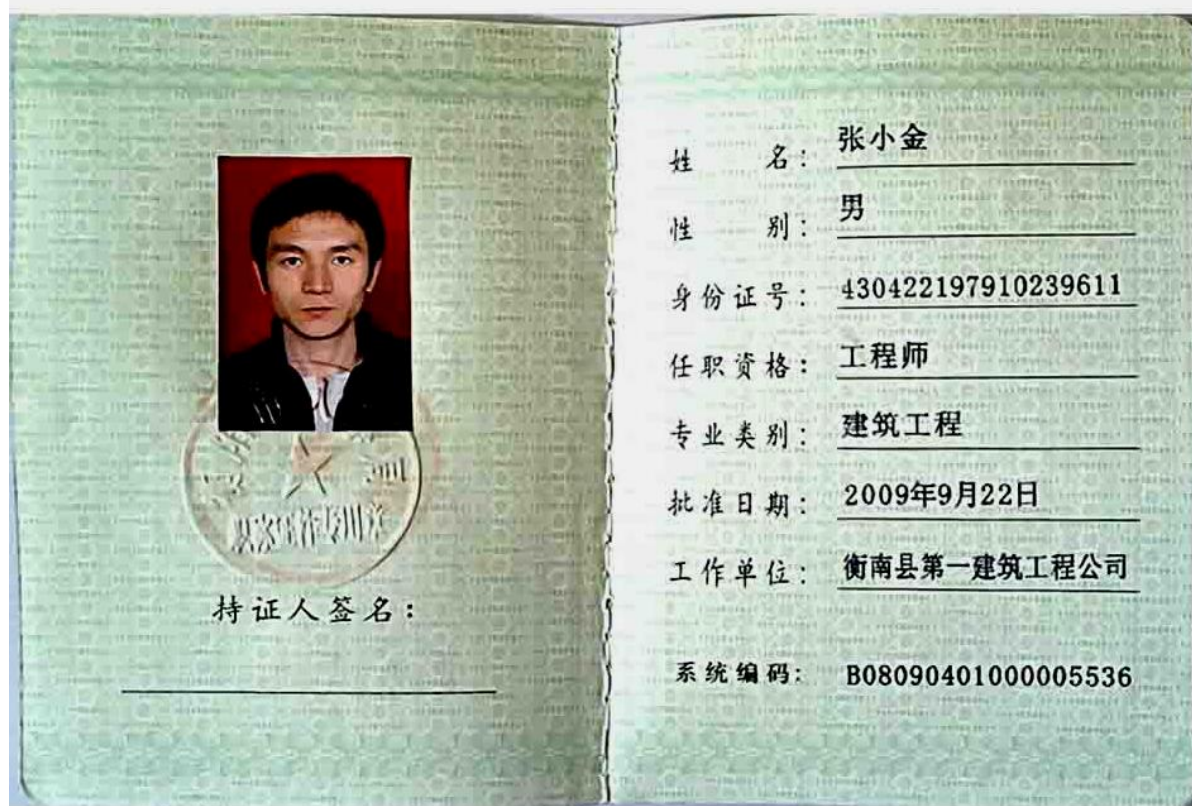 持证人签名：
姓 名：张小金
性 别：男
身份证号：430422197910239611
任职资格：工程师
专业类别：建筑工程
批准日期：2009年9月22日
工作单位：衡南县第一建筑工程公司
系统编码：B08090401000005536